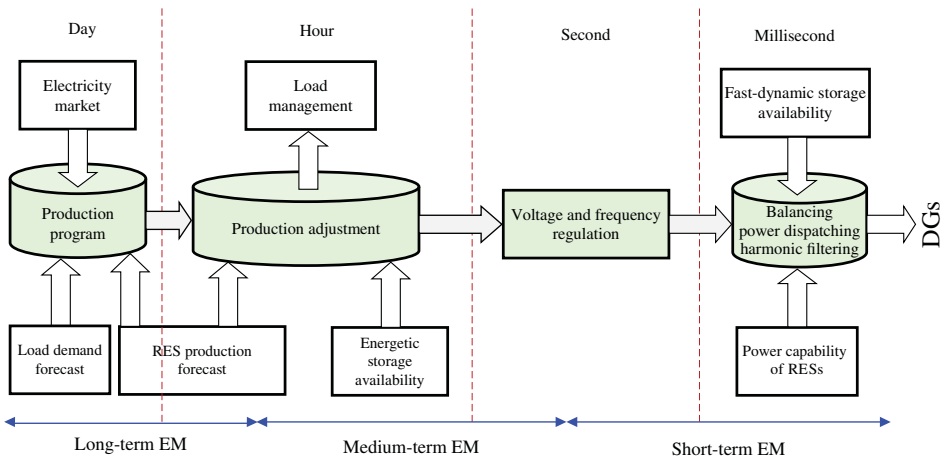 Day
Hour
Second
Millisecond
Electricity
market
Load
management
Fast-dynamic storage
availability
Production
program
Production adjustment
Voltage and frequency
regulation
Balancing
power dispatching
harmonic filtering
DGs
Load demand
forecast
RES production
forecast
Energetic
storage
availability
Power capability
of RESs
Long-term EM
Medium-term EM
Short-term EM